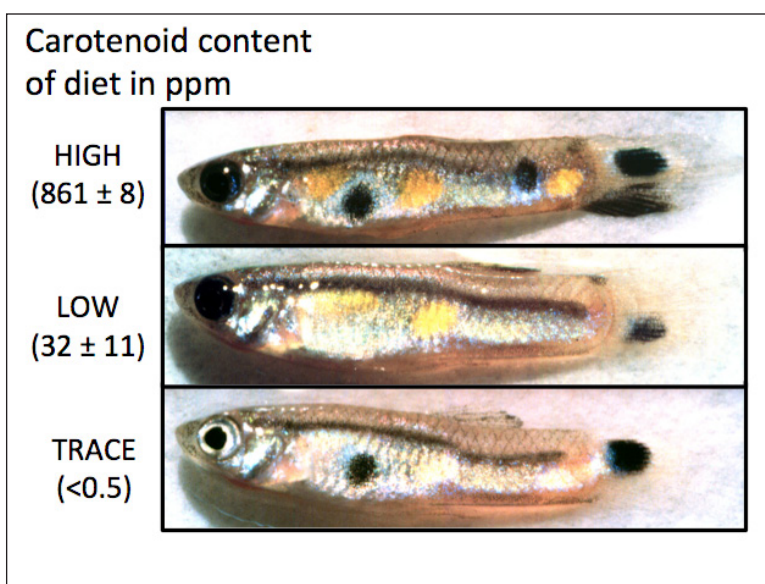 Carotenoid content
of diet in ppm
HIGH
(861 ± 8)
LOW
(32 ± 11)
TRACE
(<0.5)